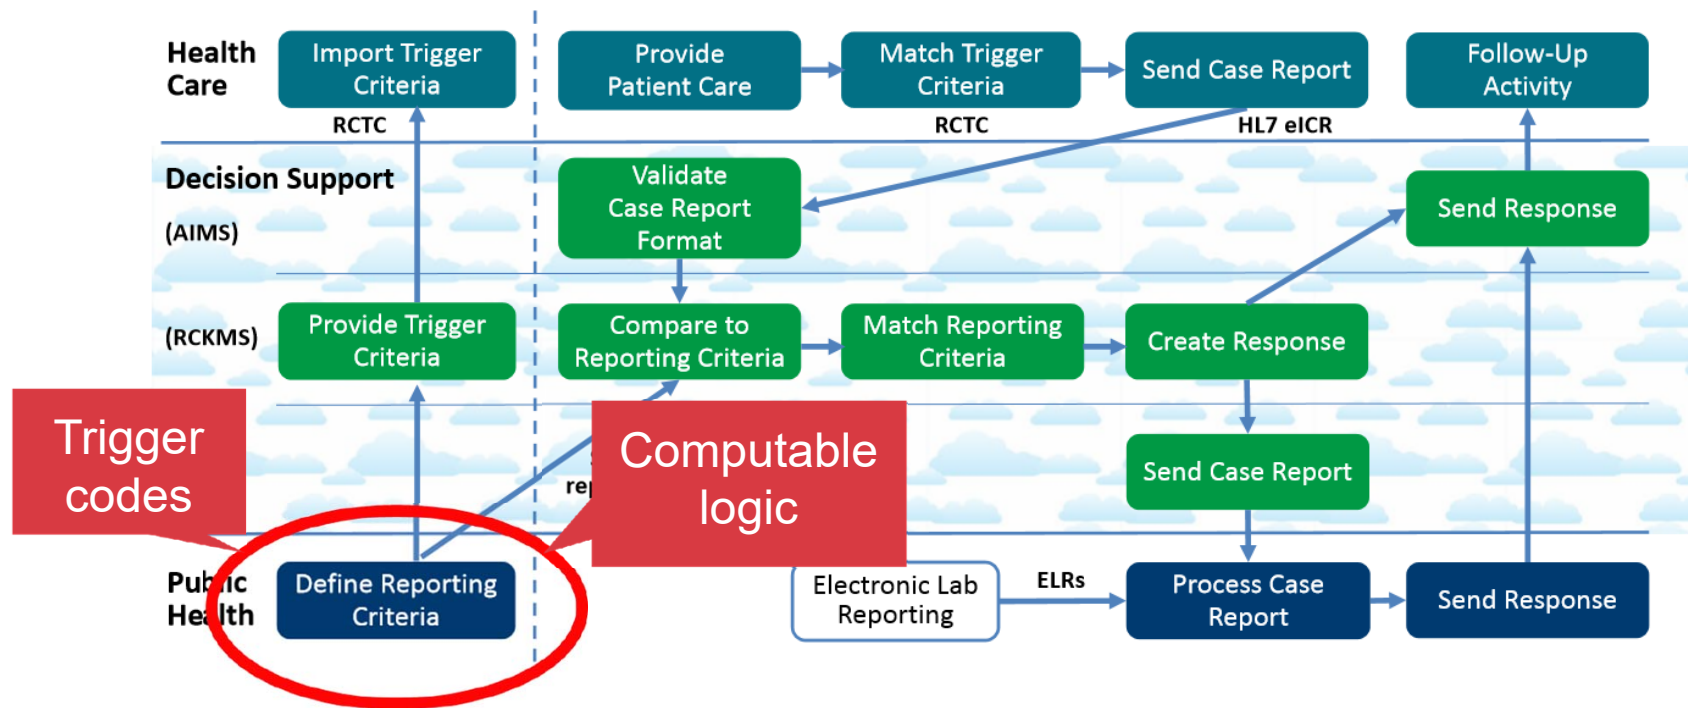 Health
Care
Import Trigger
Criteria
Provide
Patient Care
Match Trigger
Criteria
Send Case Report
Follow-Up
Activity
RCTC
RCTC
HL7 eICR
Decision Support
(AIMS)
Validate
Case Report
Format
Send Response
(RCKMS)
Provide Trigger
Criteria
Compare to
Reporting Criteria
Match Reporting
Criteria
Create Response
Trigger
codes
Computable
logic
Send Case Report
Public
Health
Define Reporting
Criteria
Electronic Lab
Reporting
ELRs
Process Case
Report
Send Response